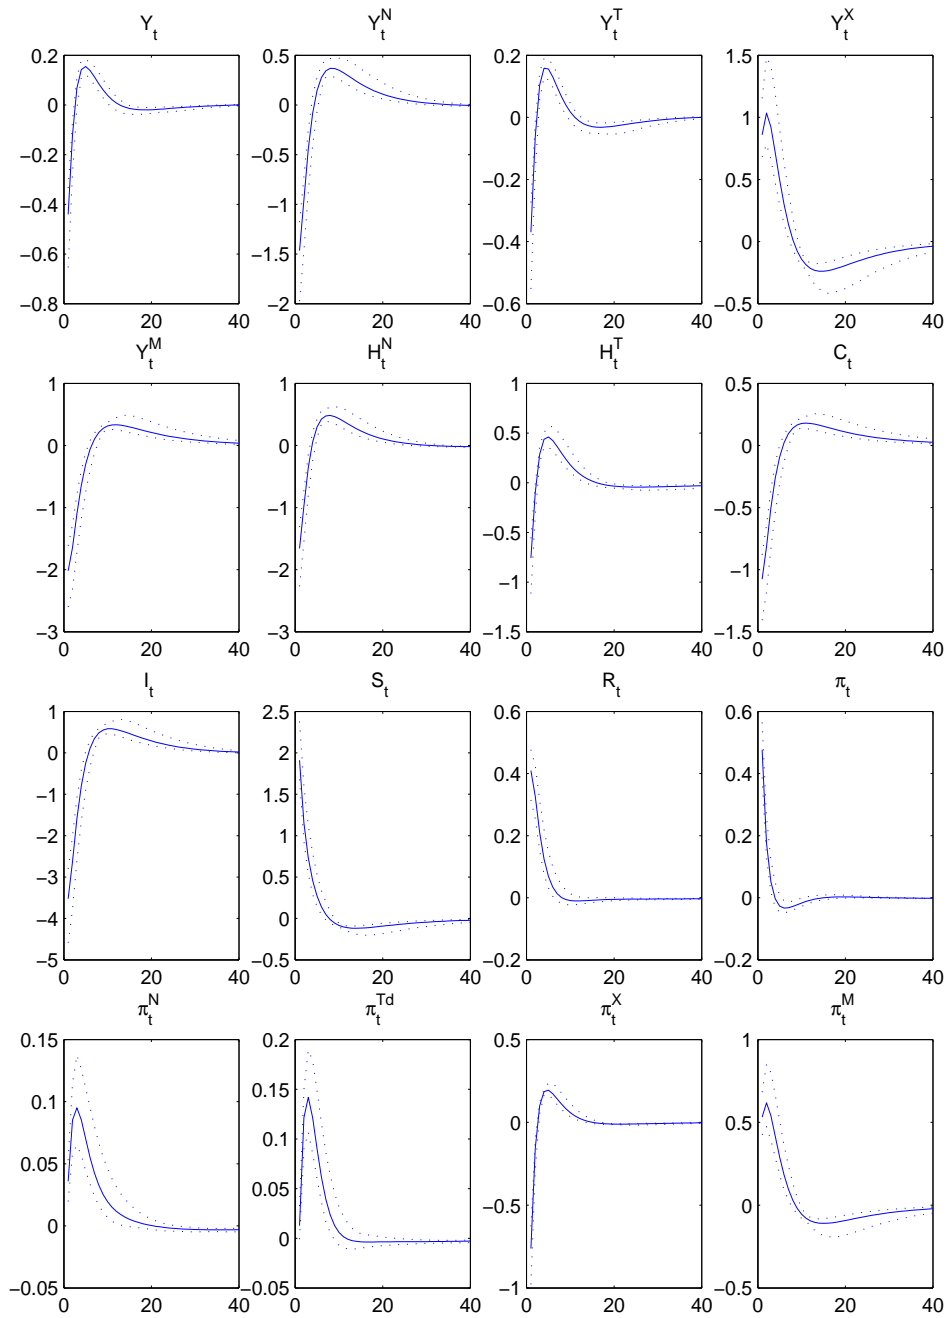 Y_t Y_t^N Y_t^T Y_t^X
0.2 0.5 0.2 1.5
0 0 0 1
−0.2 −0.5 −0.2 0.5
−0.4 −1 −0.4 0
−0.6 −1.5 −0.6 −0.5
−0.8 −2
0 20 40 0 20 40 0 20 40 0 20 40
Y_t^M H_t^N H_t^T C_t
1 1 1 0.5
0 0 0.5 0
−1 −1 0 −0.5
−2 −2 −0.5 −1
−3 −3 −1 −1.5
−1.5
0 20 40 0 20 40 0 20 40 0 20 40
I_t S_t R_t π_t
1 2.5 0.6 0.6
0 2 0.4 0.4
−1 1.5 0.2 0.2
−2 1 0 0
−3 0.5 −0.2 −0.2
−4 0
−5 −0.5
0 20 40 0 20 40 0 20 40 0 20 40
π_t^N π_t^Td π_t^X π_t^M
0.15 0.2 0.5 1
0.1 0.15 0 0.5
0.05 0.1 −0.5 0
0 0.05 −1 −0.5
−0.05 0
−0.05
0 20 40 0 20 40 0 20 40 0 20 40